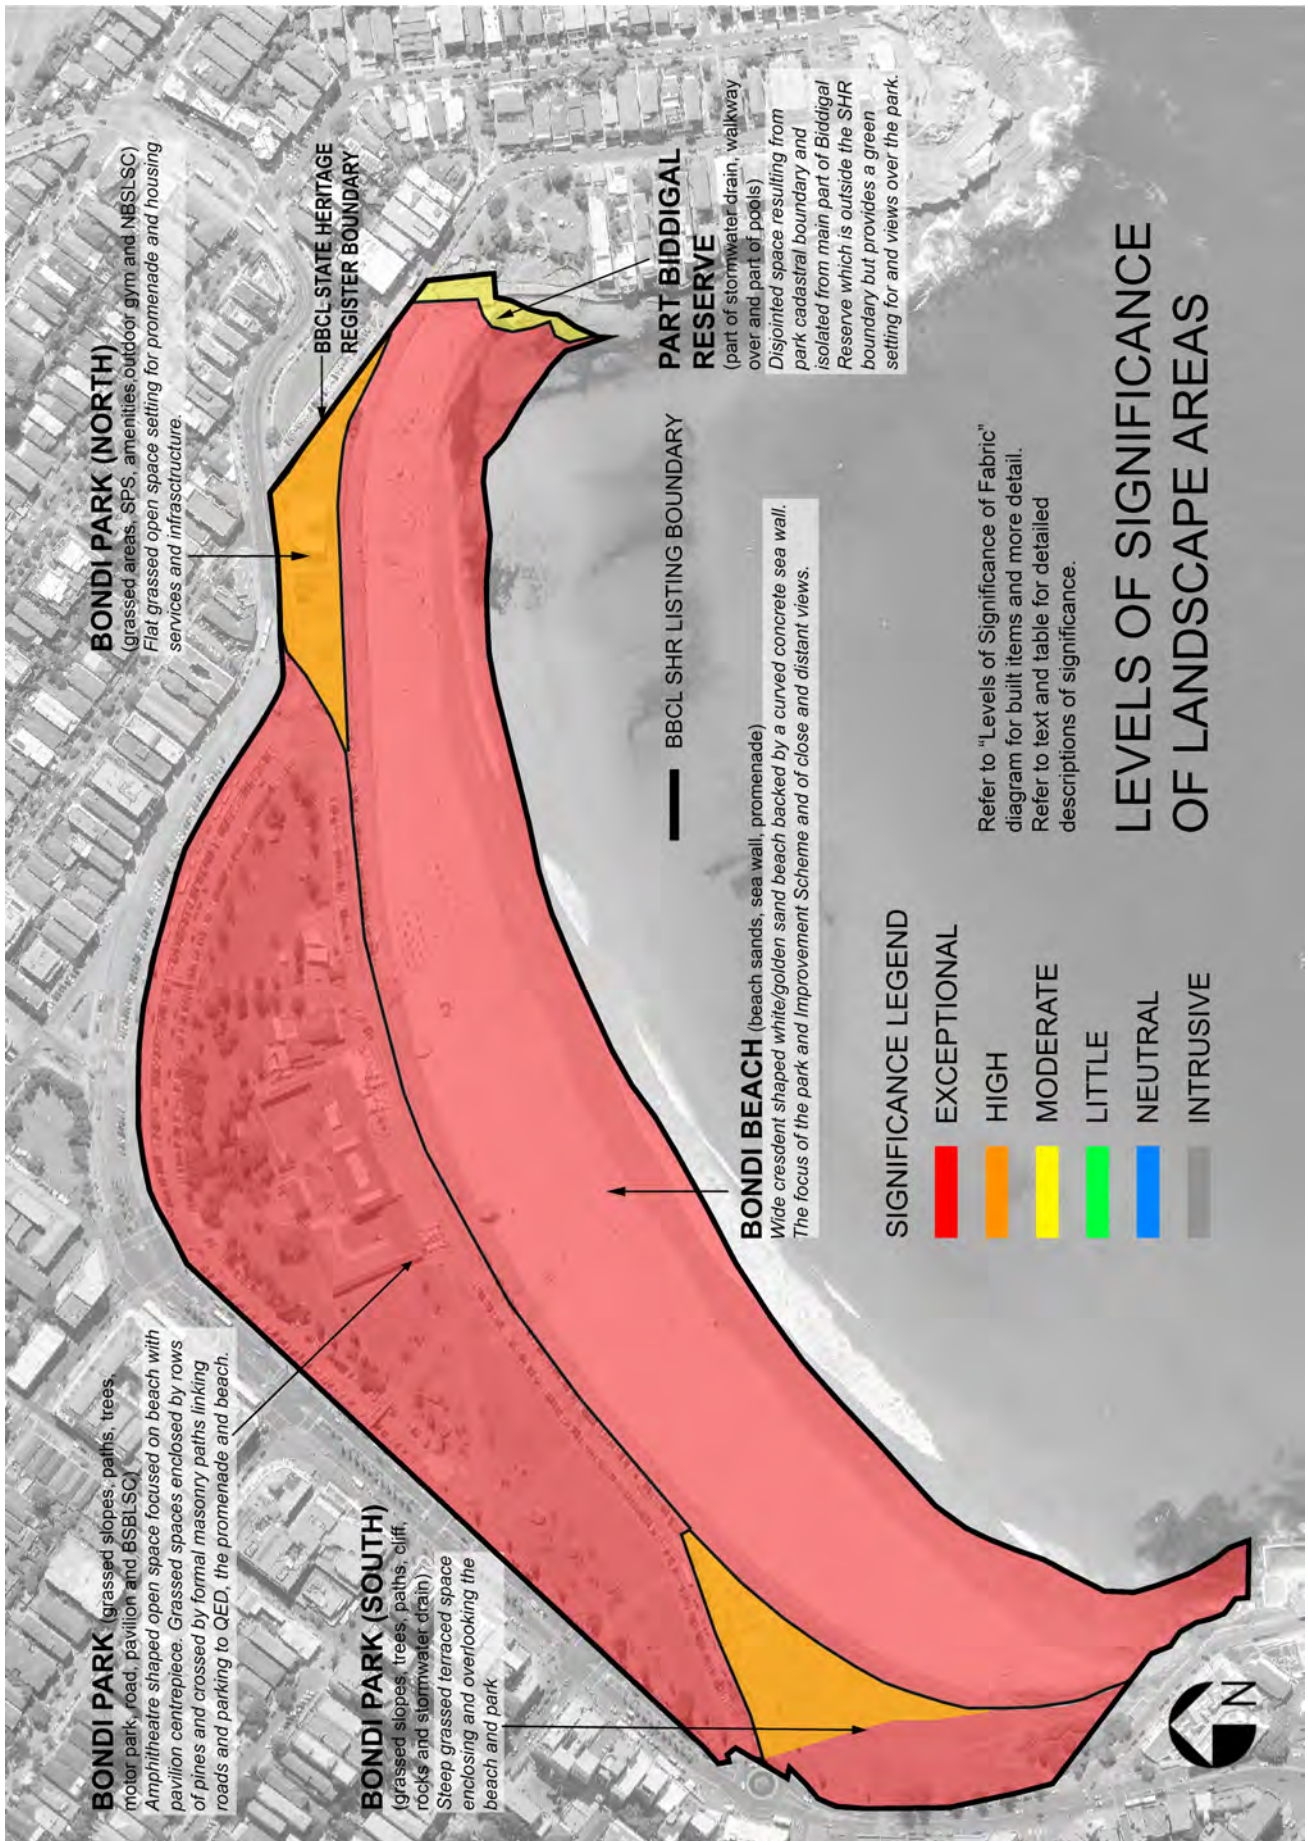 BONDI PARK (grassed slopes, paths, trees,
motor park, road, pavilion and BSBLSC)
Amphitheatre shaped open space focused on beach with
pavilion centrepiece. Grassed spaces enclosed by rows
of pines and crossed by formal masonry paths linking
roads and parking to QED, the promenade and beach.
BONDI PARK (NORTH)
(grassed areas, SPS, amenities,outdoor gym and NBSLSC)
Flat grassed open space setting for promenade and housing
services and infrasctructure.
BBCL STATE HERITAGE
REGISTER BOUNDARY
BONDI PARK (SOUTH)
(grassed slopes, trees, paths, cliff,
rocks and stormwater drain)
Steep grassed terraced space
enclosing and overlooking the
beach and park
PART BIDDIGAL
RESERVE
(part of stormwater drain, walkway
over and part of pools)
Disjointed space resulting from
park cadastral boundary and
isolated from main part of Biddigal
Reserve which is outside the SHR
boundary but provides a green
setting for and views over the park.
BBCL SHR LISTING BOUNDARY
BONDI BEACH (beach sands, sea wall, promenade)
Wide cresdent shaped white/golden sand beach backed by a curved concrete sea wall.
The focus of the park and Improvement Scheme and of close and distant views.
SIGNIFICANCE LEGEND
EXCEPTIONAL
HIGH
MODERATE
LITTLE
NEUTRAL
INTRUSIVE
Refer to “Levels of Significance of Fabric”
diagram for built items and more detail.
Refer to text and table for detailed
descriptions of significance.
LEVELS OF SIGNIFICANCE
OF LANDSCAPE AREAS
N